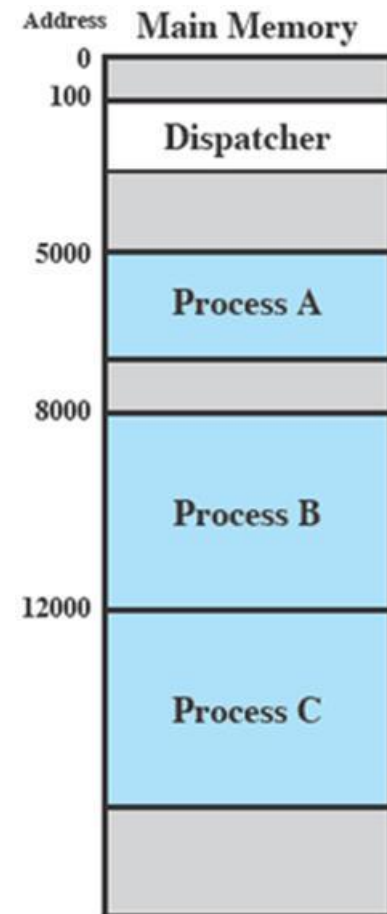 Address Main Memory
0
100
Dispatcher
5000
Process A
8000
Process B
12000
Process C